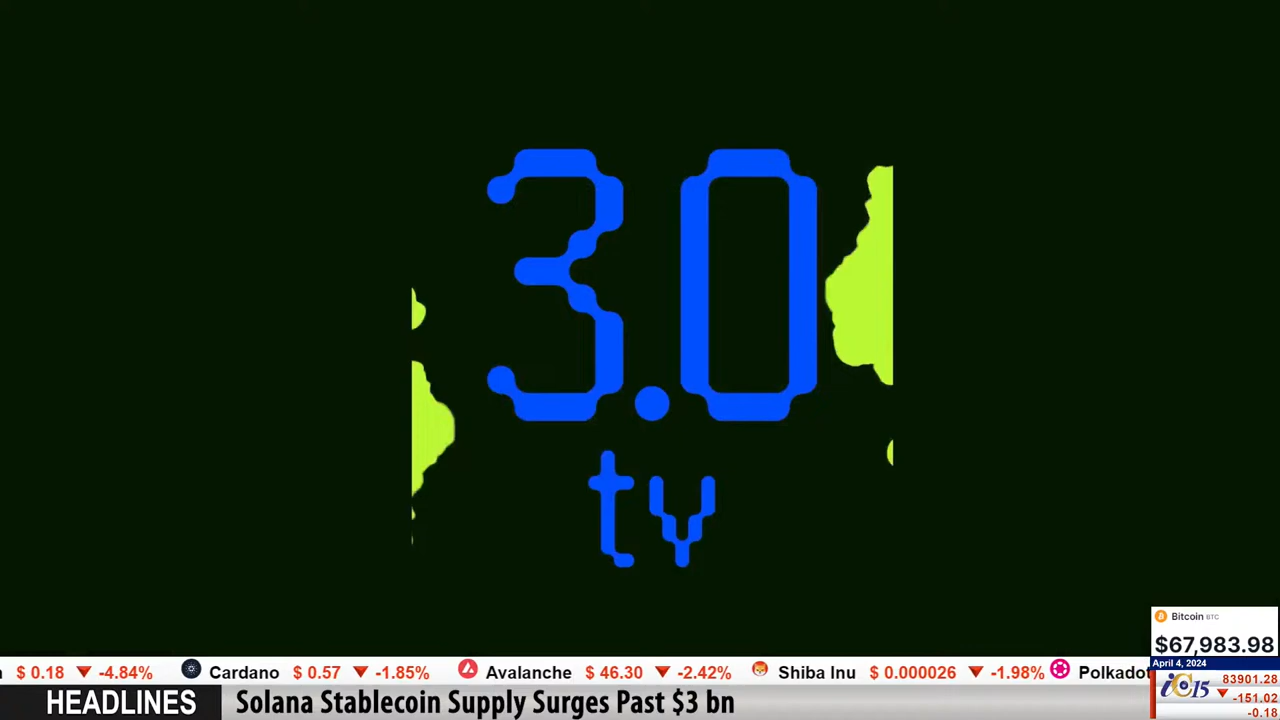 3.0
tv
Bitcoin BTC
$67,983.98
April 4, 2024
$ 0.18 -4.84% Cardano $ 0.57 -1.85% Avalanche $ 46.30 -2.42% Shiba Inu $ 0.000026 -1.98% Polkadot
iC15 83901.28
-151.02
-0.18
HEADLINES Solana Stablecoin Supply Surges Past $3 bn